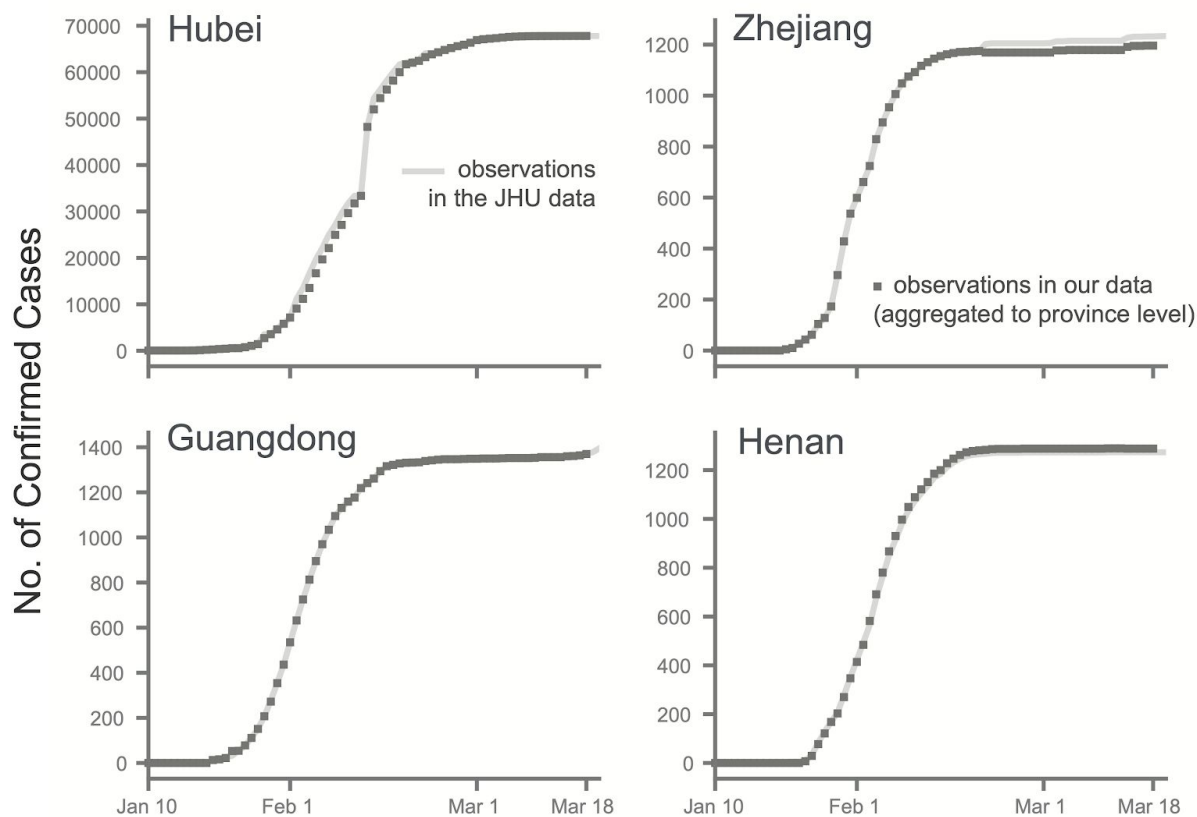 No. of Confirmed Cases
Hubei
70000
60000
50000
40000
30000
20000
10000
0
observations
in the JHU data
Zhejiang
1200
1000
800
600
400
200
0
observations in our data
(aggregated to province level)
Guangdong
1400
1200
1000
800
600
400
200
0
Jan 10 Feb 1 Mar 1 Mar 18
Henan
1200
1000
800
600
400
200
0
Jan 10 Feb 1 Mar 1 Mar 18